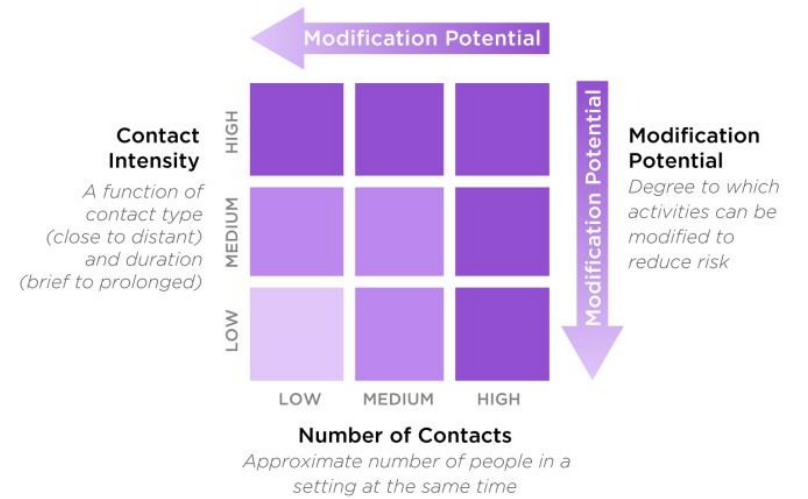 Modification Potential
Contact
Intensity
A function of
contact type
(close to distant)
and duration
(brief to prolonged)
HIGH
MEDIUM
LOW
Modification Potential
Modification
Potential
Degree to which
activities can be
modified to
reduce risk
LOW MEDIUM HIGH
Number of Contacts
Approximate number of people in a
setting at the same time